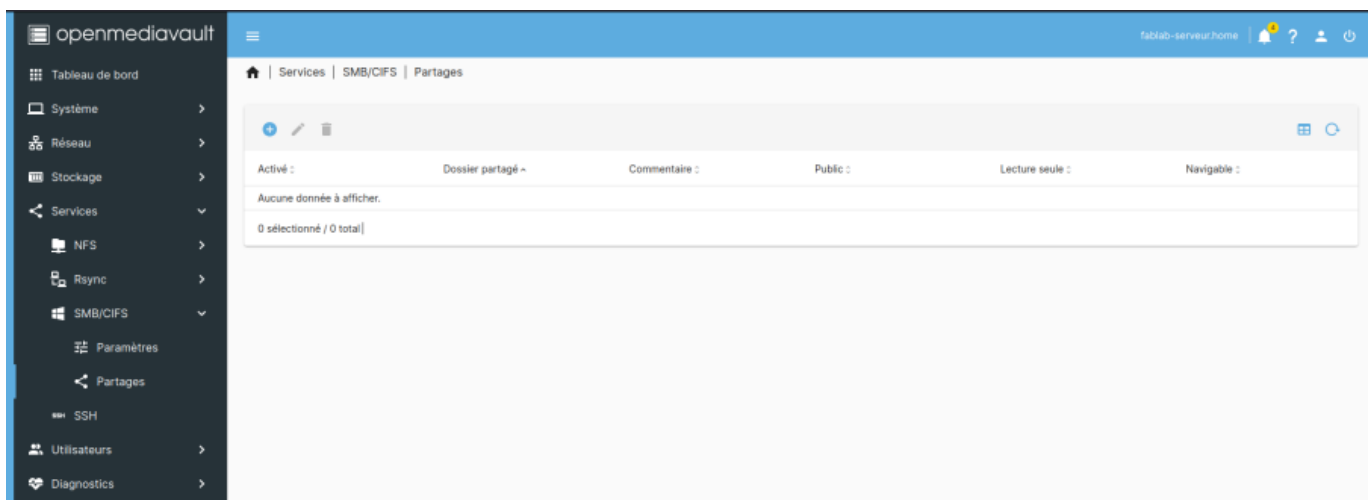 openmediavault
fablab-serveur.home | 4 ?
Tableau de bord
| Services | SMB/CIFS | Partages
Système
Réseau
Stockage
Services
NFS
Rsync
SMB/CIFS
Paramètres
Partages
SSH SSH
Utilisateurs
Diagnostics
Activé Dossier partagé Commentaire Public Lecture seule Navigable
Aucune donnée à afficher.
0 sélectionné / 0 total